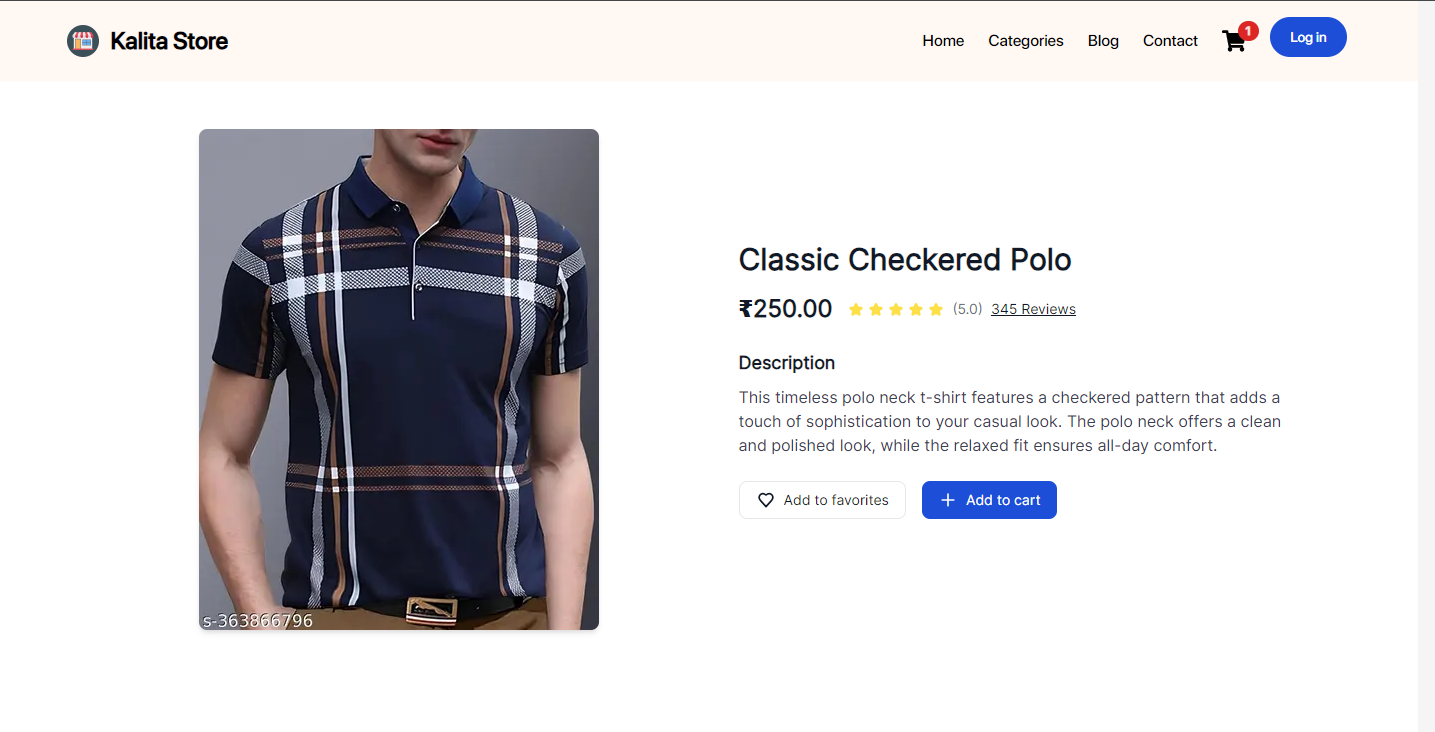 Kalita Store
Home
Categories
Blog
Contact
1
Log in
s-363866796
Classic Checkered Polo
₹250.00
(5.0)
345 Reviews
Description
This timeless polo neck t-shirt features a checkered pattern that adds a
touch of sophistication to your casual look. The polo neck offers a clean
and polished look, while the relaxed fit ensures all-day comfort.
Add to favorites
Add to cart